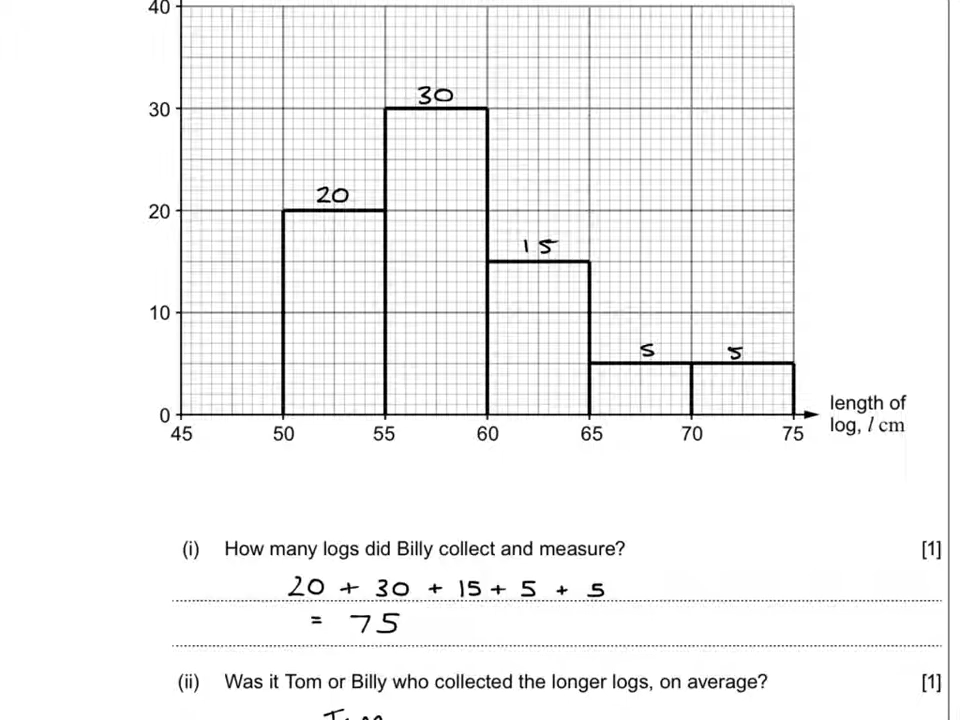 40
30
30
20
20
15
10
5 5
0
45 50 55 60 65 70 75
length of
log, l cm
(i) How many logs did Billy collect and measure? [1]
20 + 30 + 15 + 5 + 5
= 75
(ii) Was it Tom or Billy who collected the longer logs, on average? [1]